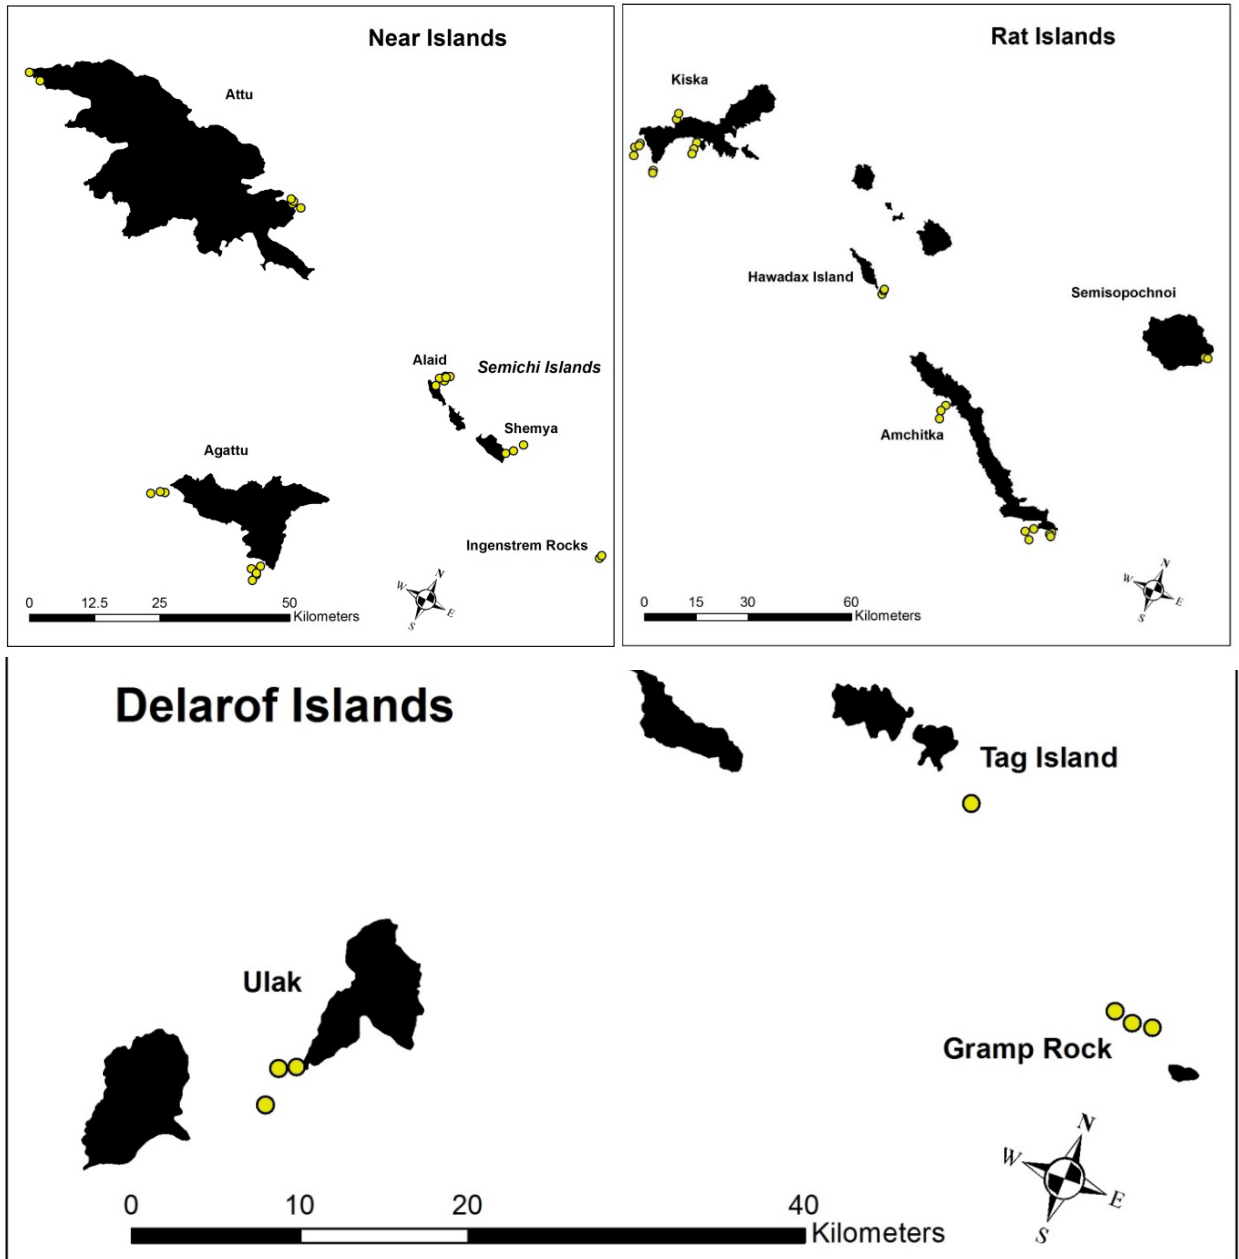 Near Islands
Attu
Alaid
Semichi Islands
Shemya
Agattu
Ingenstrem Rocks
N
W
E
S
0 12.5 25 50
Kilometers
Rat Islands
Kiska
Hawadax Island
Semisopochnoi
Amchitka
N
W
E
S
0 15 30 60
Kilometers
Delarof Islands
Tag Island
Ulak
Gramp Rock
N
W
E
S
0 10 20 40
Kilometers